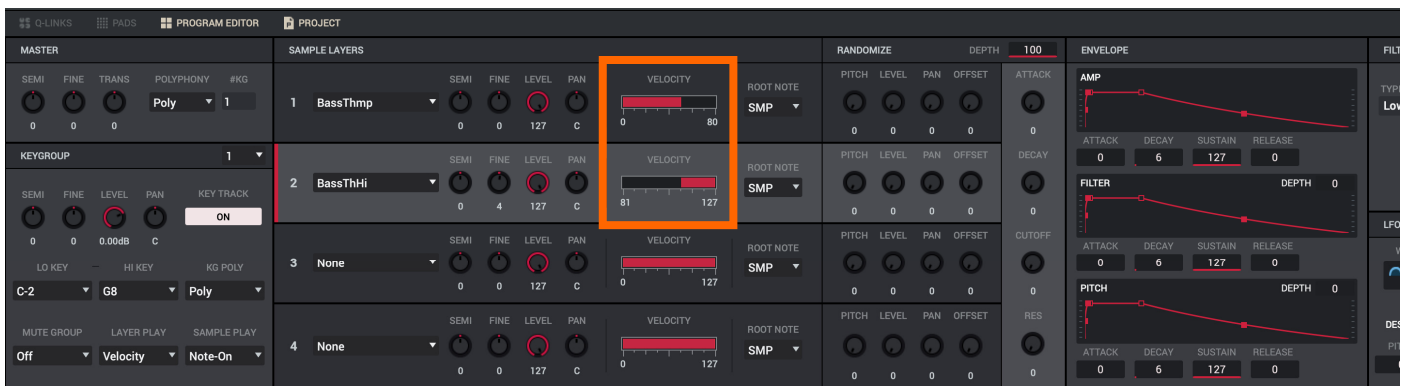 Q-LINKS PADS PROGRAM EDITOR P PROJECT
MASTER
SEMI FINE TRANS POLYPHONY #KG
Poly 1
0 0 0
KEYGROUP 1
SEMI FINE LEVEL PAN KEY TRACK
ON
0 0 0.00dB C
LO KEY HI KEY KG POLY
C-2 G8 Poly
MUTE GROUP LAYER PLAY SAMPLE PLAY
Off Velocity Note-On
SAMPLE LAYERS
SEMI FINE LEVEL PAN VELOCITY ROOT NOTE
1 BassThmp SMP
0 0 127 C 0 80
SEMI FINE LEVEL PAN VELOCITY ROOT NOTE
2 BassThHi SMP
0 4 127 C 81 127
SEMI FINE LEVEL PAN VELOCITY ROOT NOTE
3 None SMP
0 0 127 C 0 127
SEMI FINE LEVEL PAN VELOCITY ROOT NOTE
4 None SMP
0 0 127 C 0 127
RANDOMIZE DEPTH 100
PITCH LEVEL PAN OFFSET ATTACK
0 0 0 0 0
PITCH LEVEL PAN OFFSET DECAY
0 0 0 0 0
PITCH LEVEL PAN OFFSET CUTOFF
0 0 0 0 0
PITCH LEVEL PAN OFFSET RES
0 0 0 0 0
ENVELOPE
AMP
ATTACK DECAY SUSTAIN RELEASE
0 6 127 0
FILTER DEPTH 0
ATTACK DECAY SUSTAIN RELEASE
0 6 127 0
PITCH DEPTH 0
ATTACK DECAY SUSTAIN RELEASE
0 6 127 0
FILT
TYP
Lov
LFO
DES
PIT